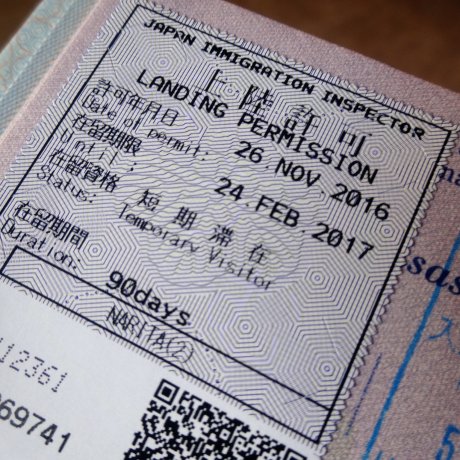 JAPAN IMMIGRATION INSPECTOR
上陸許可
LANDING PERMISSION
許可年月日
Date of permit: 26 NOV 2016
在留期限
Until: 24.FEB.2017
在留資格 短期滞在
Status: Temporary Visitor
在留期間
Duration: 90days
NARITA(2)
12361
69741